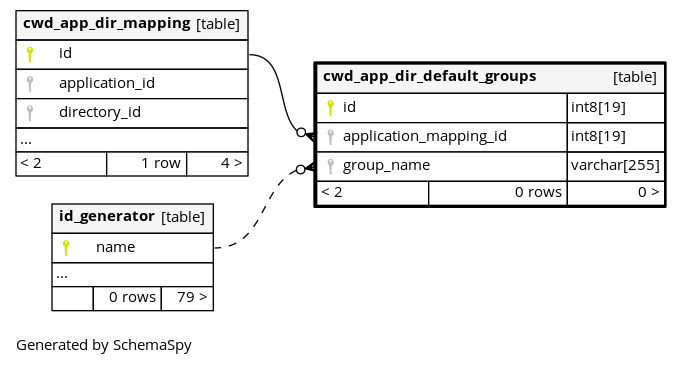 cwd_app_dir_mapping [table]
id
application_id
directory_id
...
< 2 1 row 4 >
cwd_app_dir_default_groups [table]
id int8[19]
application_mapping_id int8[19]
group_name varchar[255]
< 2 0 rows 0 >
id_generator [table]
name
...
0 rows 79 >
Generated by SchemaSpy